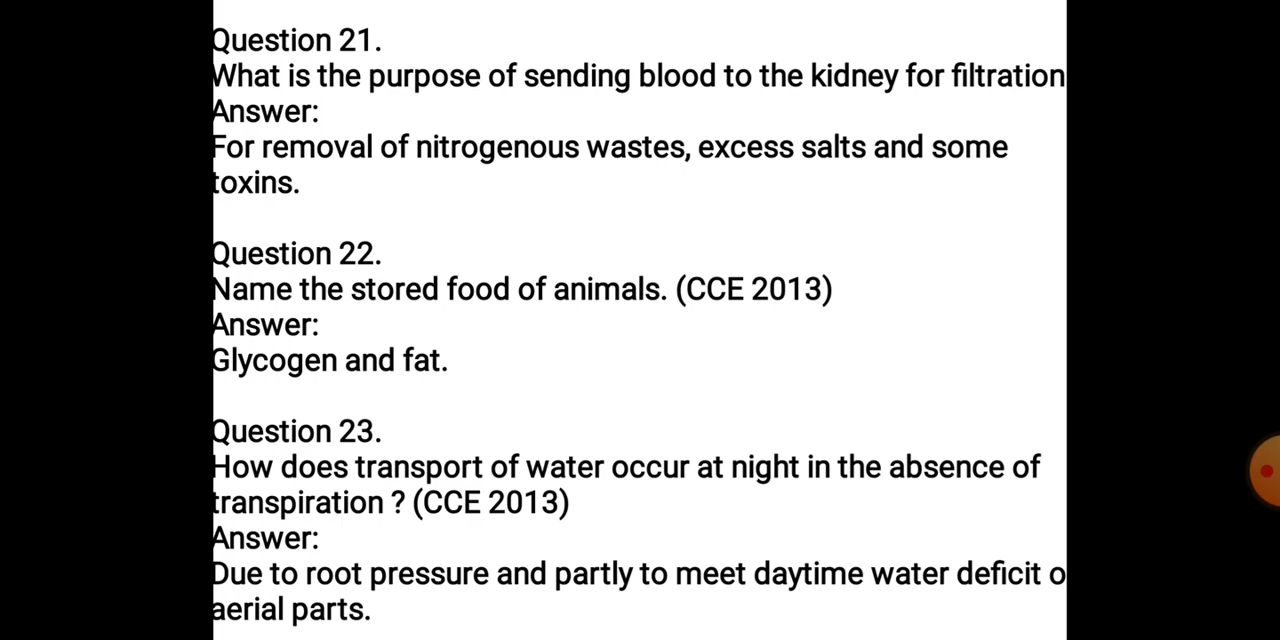 Question 21.
What is the purpose of sending blood to the kidney for filtration
Answer:
For removal of nitrogenous wastes, excess salts and some
toxins.
Question 22.
Name the stored food of animals. (CCE 2013)
Answer:
Glycogen and fat.
Question 23.
How does transport of water occur at night in the absence of
transpiration ? (CCE 2013)
Answer:
Due to root pressure and partly to meet daytime water deficit o
aerial parts.